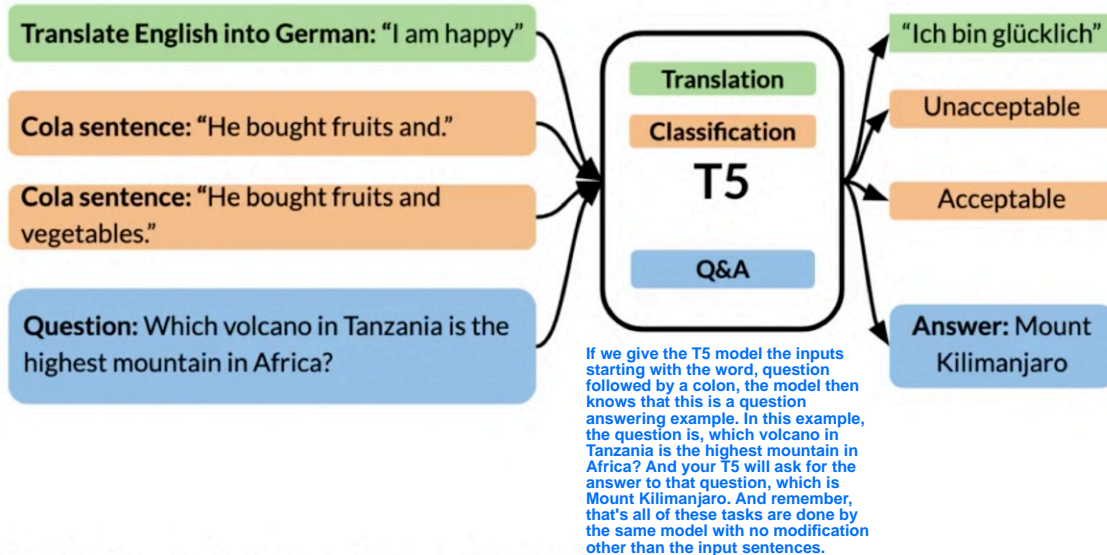 Translate English into German: “I am happy”
Cola sentence: “He bought fruits and.”
Cola sentence: “He bought fruits and
vegetables.”
Question: Which volcano in Tanzania is the
highest mountain in Africa?
Translation
Classification
T5
Q&A
“Ich bin glücklich”
Unacceptable
Acceptable
Answer: Mount
Kilimanjaro
If we give the T5 model the inputs
starting with the word, question
followed by a colon, the model then
knows that this is a question
answering example. In this example,
the question is, which volcano in
Tanzania is the highest mountain in
Africa? And your T5 will ask for the
answer to that question, which is
Mount Kilimanjaro. And remember,
that's all of these tasks are done by
the same model with no modification
other than the input sentences.